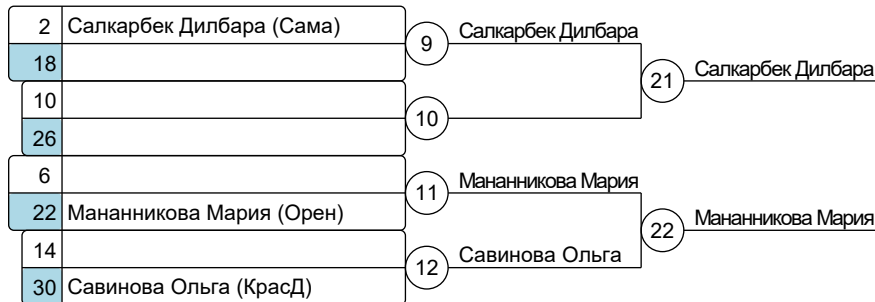 2 Салкарбек Дилбара (Сама)
9 Салкарбек Дилбара
18
21 Салкарбек Дилбара
10
10
26
6
11 Мананникова Мария
22 Мананникова Мария (Орен)
22 Мананникова Мария
14
12 Савинова Ольга
30 Савинова Ольга (КрасД)